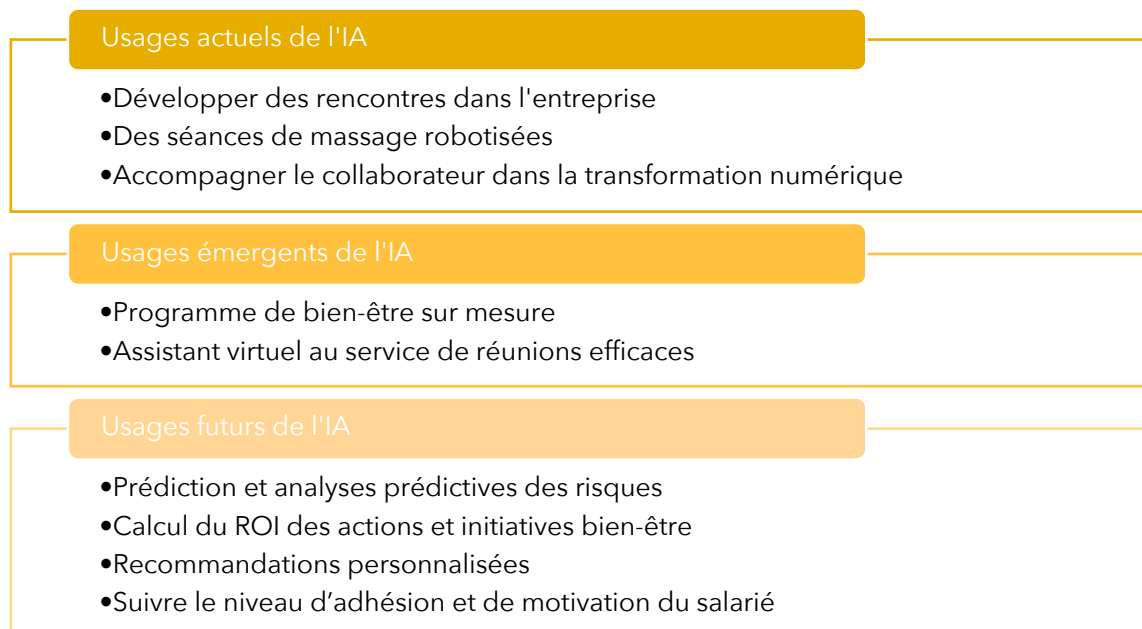 Usages actuels de l'IA
•Développer des rencontres dans l'entreprise
•Des séances de massage robotisées
•Accompagner le collaborateur dans la transformation numérique
Usages émergents de l'IA
•Programme de bien-être sur mesure
•Assistant virtuel au service de réunions efficaces
Usages futurs de l'IA
•Prédiction et analyses prédictives des risques
•Calcul du ROI des actions et initiatives bien-être
•Recommandations personnalisées
•Suivre le niveau d’adhésion et de motivation du salarié